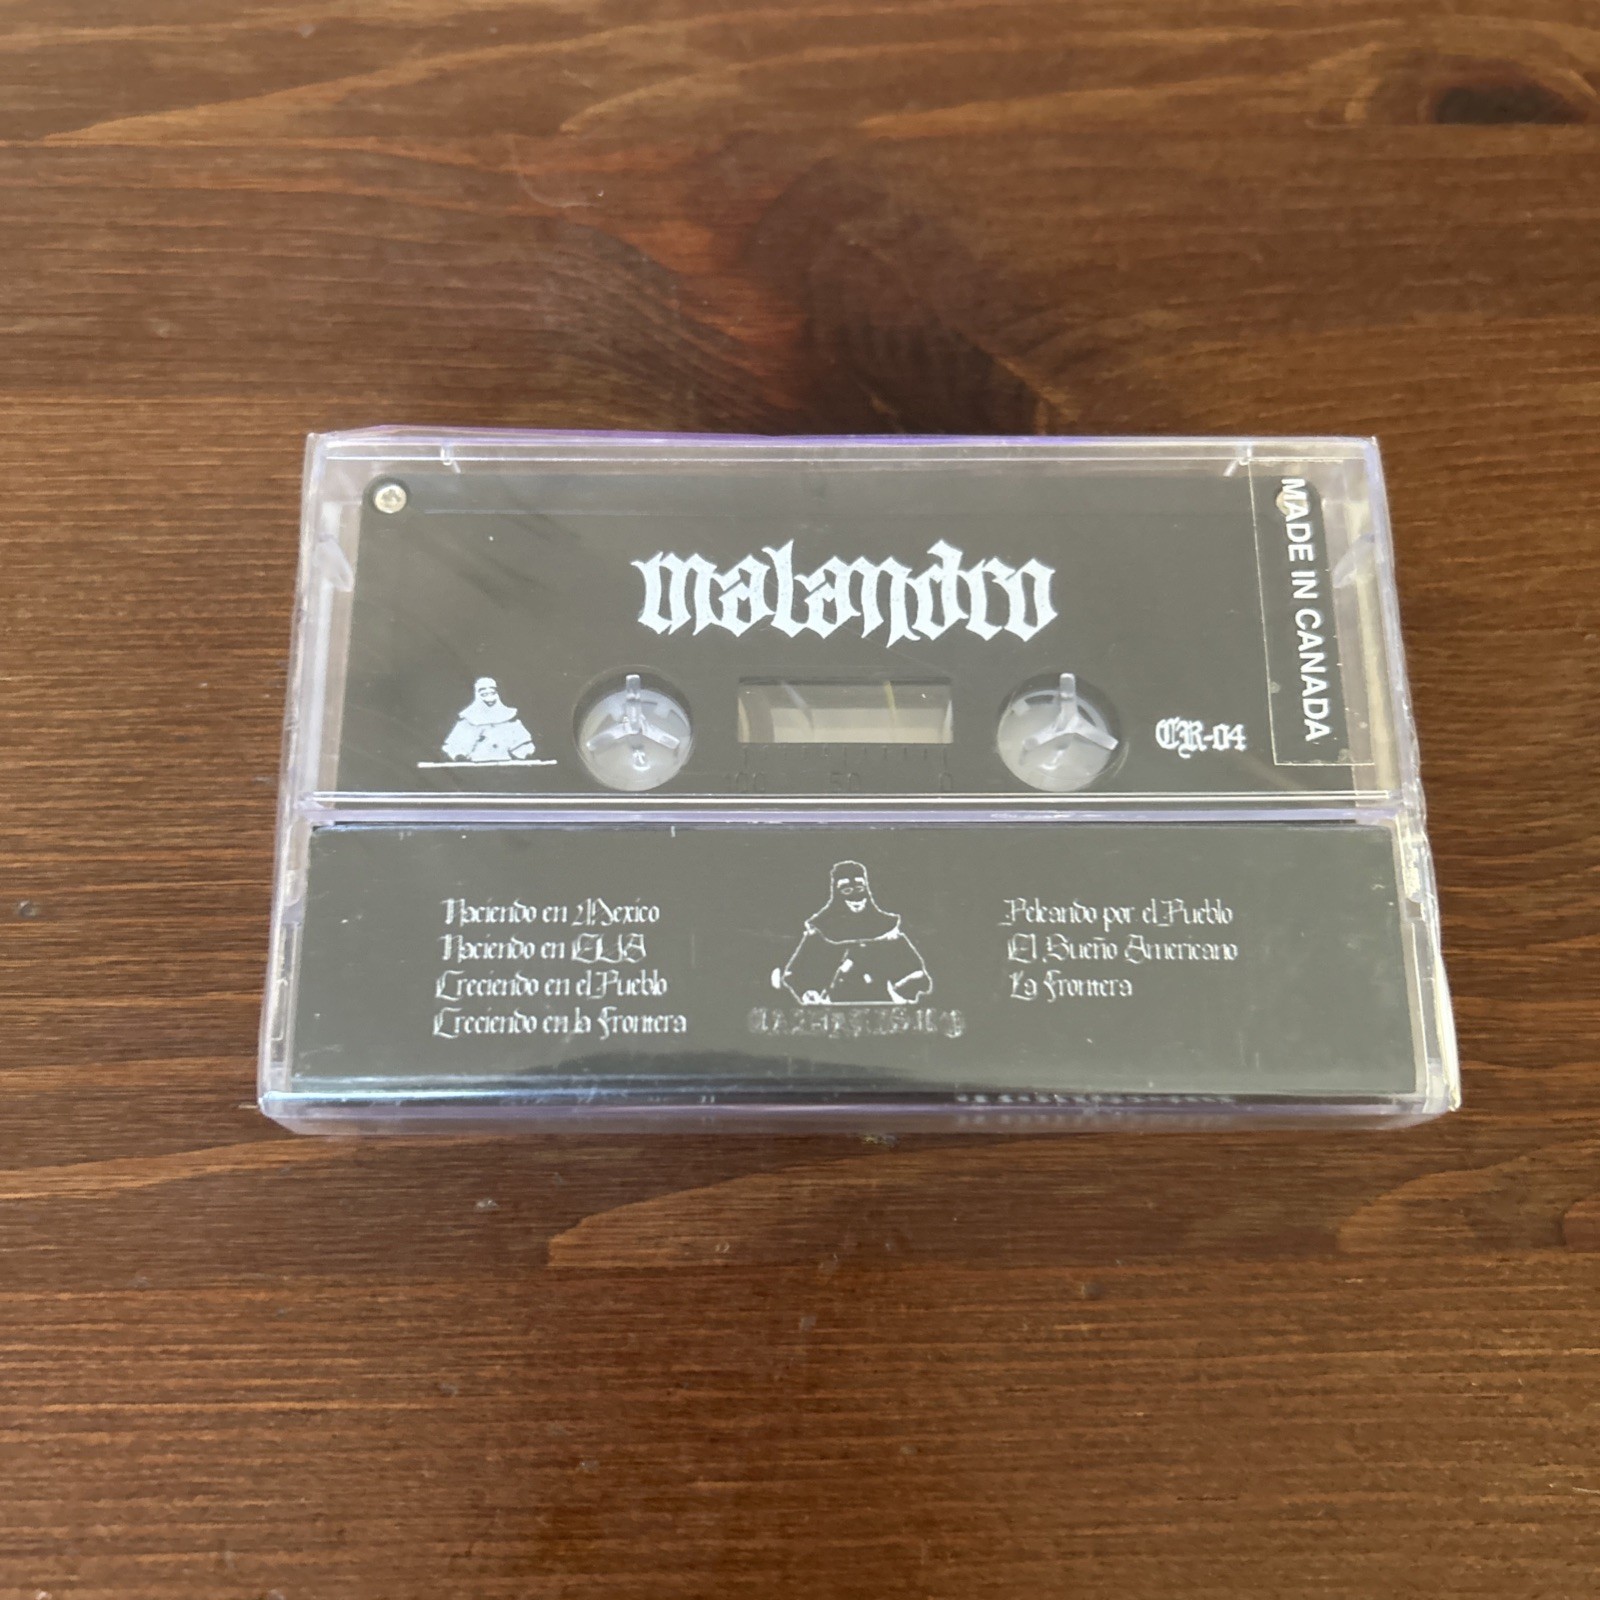 malandro
MADE IN CANADA
CR-04
100 50 0
Naciendo en Mexico
Naciendo en EUA
Creciendo en el Pueblo
Creciendo en la Frontera
Peleando por el Pueblo
El Sueño Americano
La Frontera